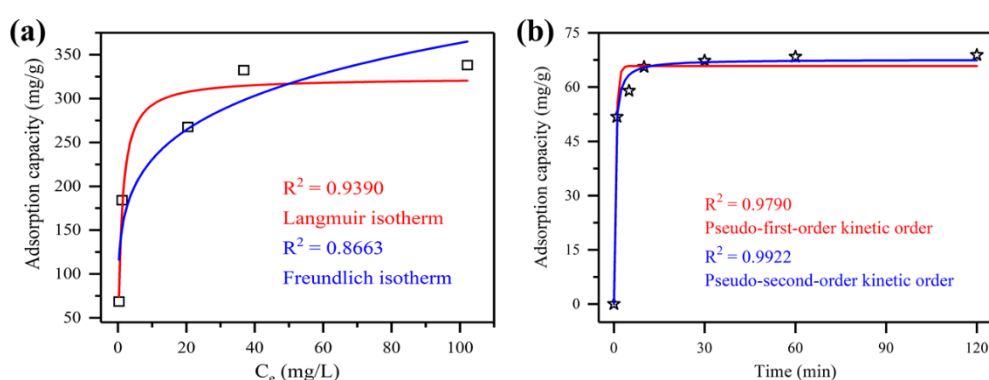 (a)
Adsorption capacity (mg/g)
350
300
250
200
150
100
50
R² = 0.9390
Langmuir isotherm
R² = 0.8663
Freundlich isotherm
0 20 40 60 80 100
Cₑ (mg/L)
(b)
Adsorption capacity (mg/g)
75
60
45
30
15
0
R² = 0.9790
Pseudo-first-order kinetic order
R² = 0.9922
Pseudo-second-order kinetic order
0 30 60 90 120
Time (min)